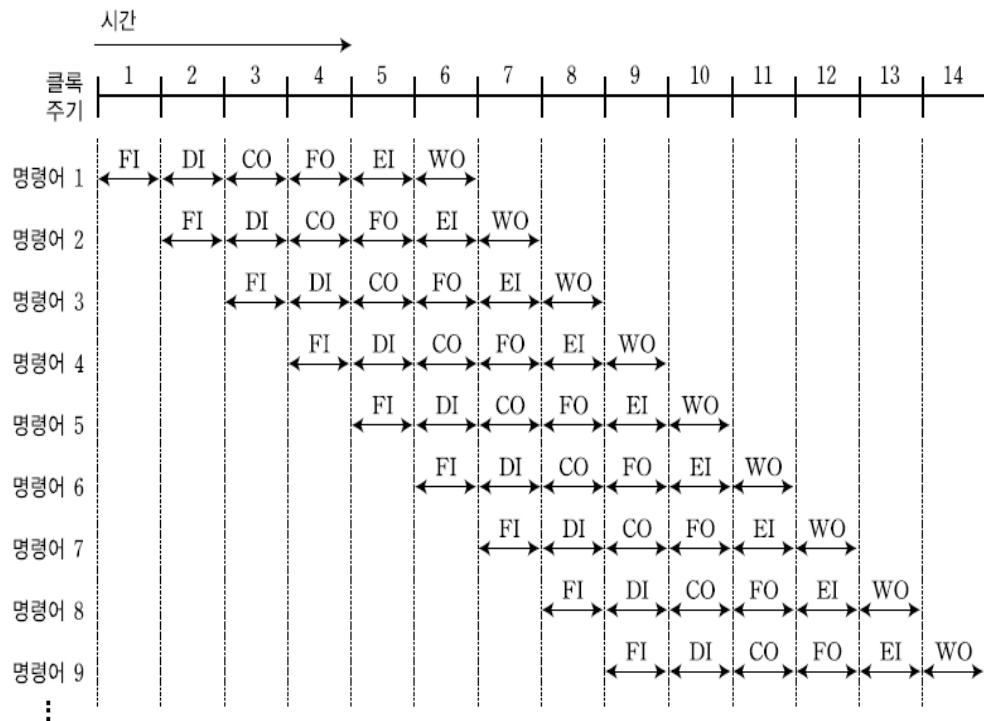 시간
클록 주기 1 2 3 4 5 6 7 8 9 10 11 12 13 14
명령어 1 FI DI CO FO EI WO
명령어 2 FI DI CO FO EI WO
명령어 3 FI DI CO FO EI WO
명령어 4 FI DI CO FO EI WO
명령어 5 FI DI CO FO EI WO
명령어 6 FI DI CO FO EI WO
명령어 7 FI DI CO FO EI WO
명령어 8 FI DI CO FO EI WO
명령어 9 FI DI CO FO EI WO